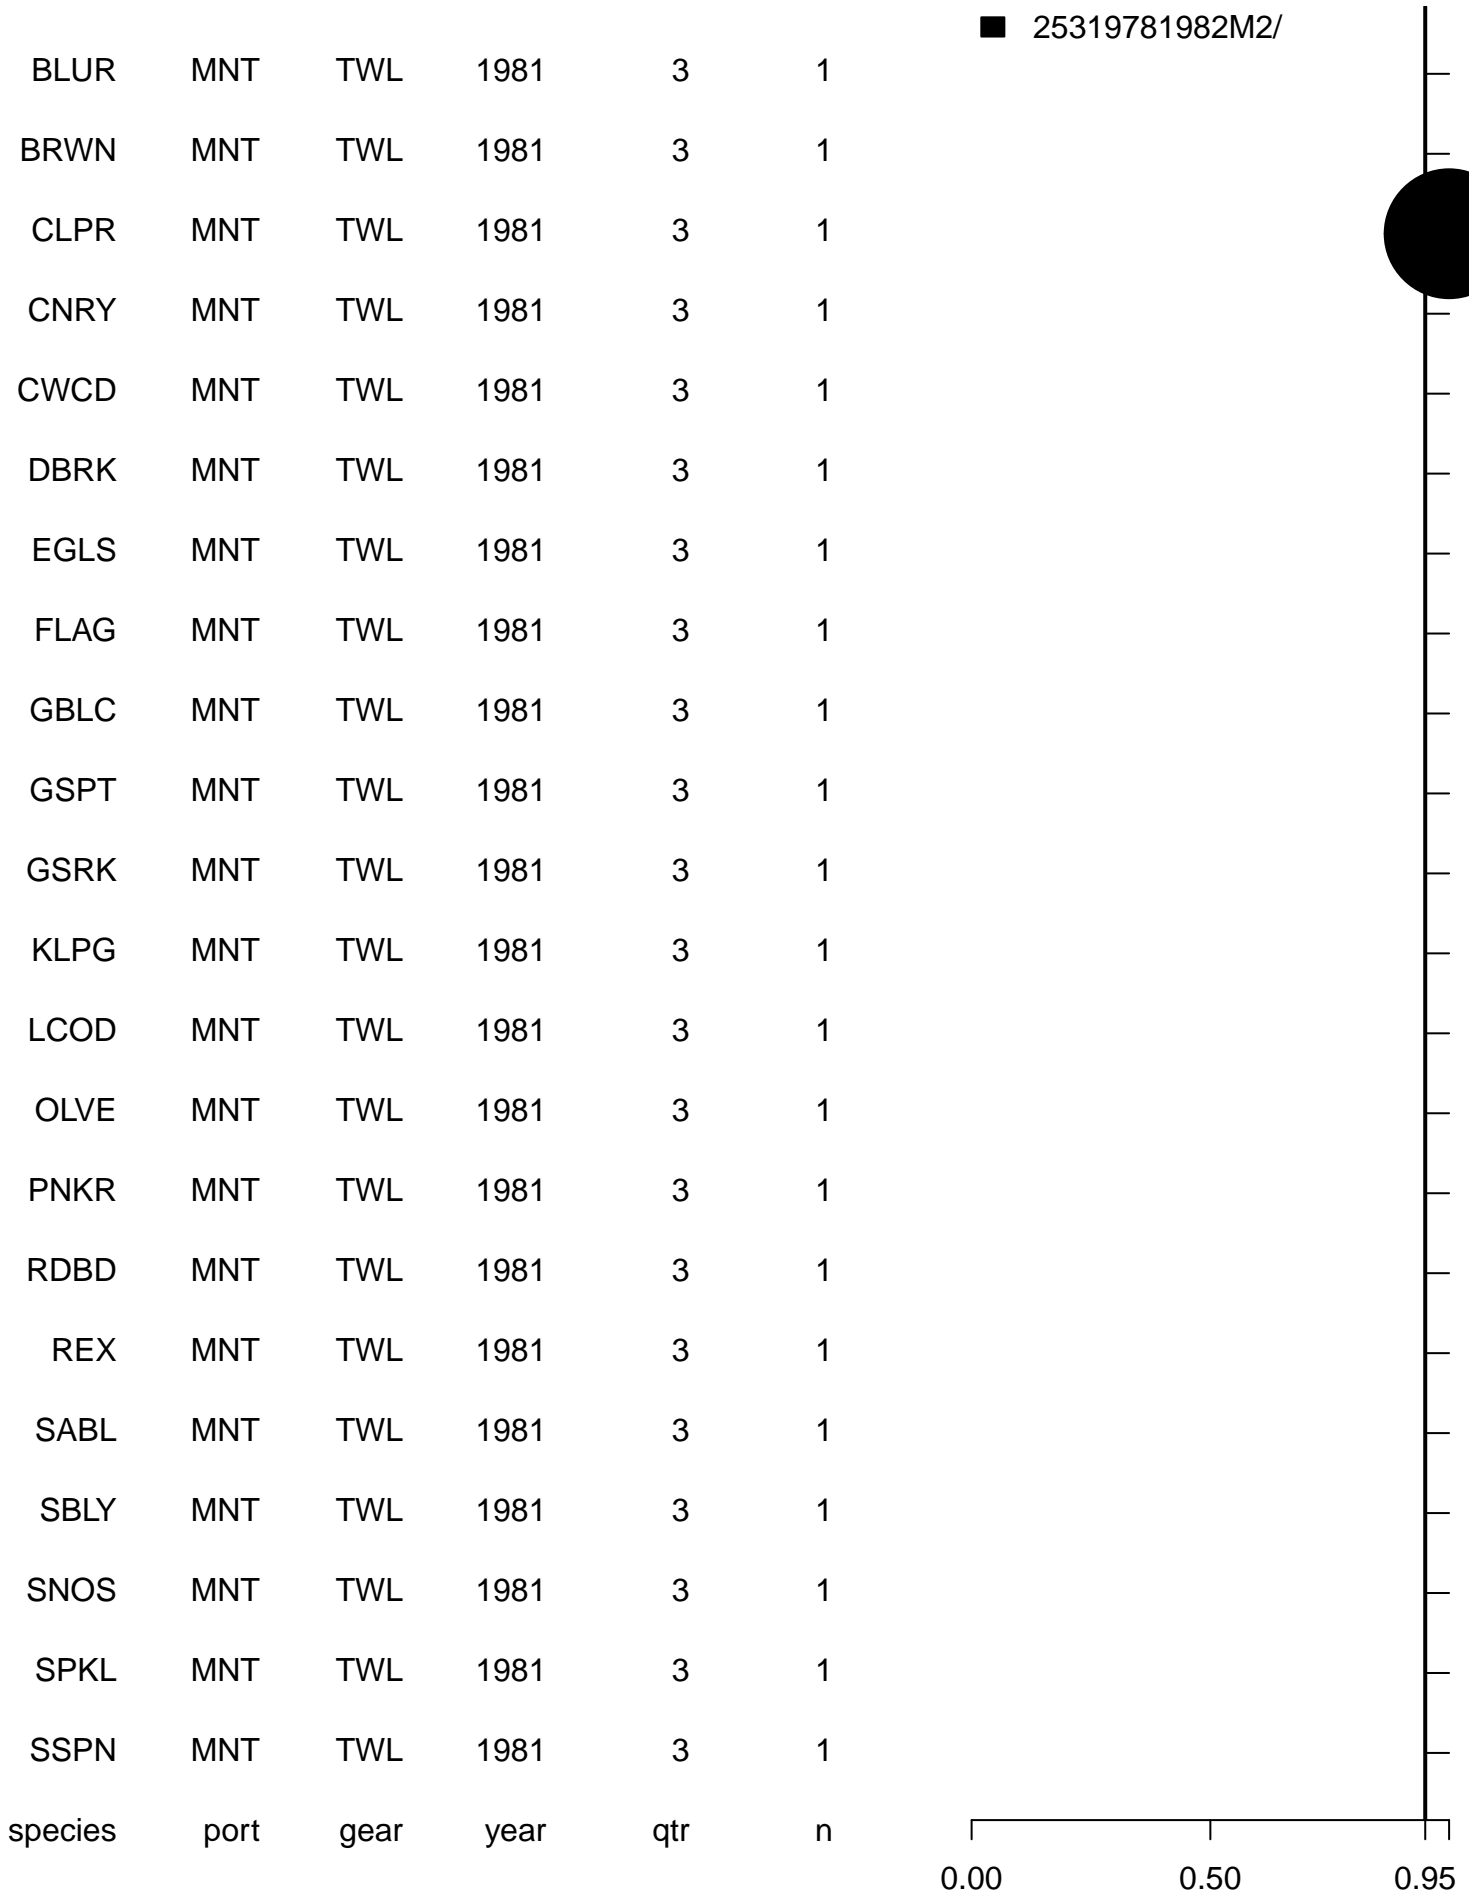 25319781982M2/
BLUR MNT TWL 1981 3 1
BRWN MNT TWL 1981 3 1
CLPR MNT TWL 1981 3 1
CNRY MNT TWL 1981 3 1
CWCD MNT TWL 1981 3 1
DBRK MNT TWL 1981 3 1
EGLS MNT TWL 1981 3 1
FLAG MNT TWL 1981 3 1
GBLC MNT TWL 1981 3 1
GSPT MNT TWL 1981 3 1
GSRK MNT TWL 1981 3 1
KLPG MNT TWL 1981 3 1
LCOD MNT TWL 1981 3 1
OLVE MNT TWL 1981 3 1
PNKR MNT TWL 1981 3 1
RDBD MNT TWL 1981 3 1
REX MNT TWL 1981 3 1
SABL MNT TWL 1981 3 1
SBLY MNT TWL 1981 3 1
SNOS MNT TWL 1981 3 1
SPKL MNT TWL 1981 3 1
SSPN MNT TWL 1981 3 1
species port gear year qtr n
0.00 0.50 0.95